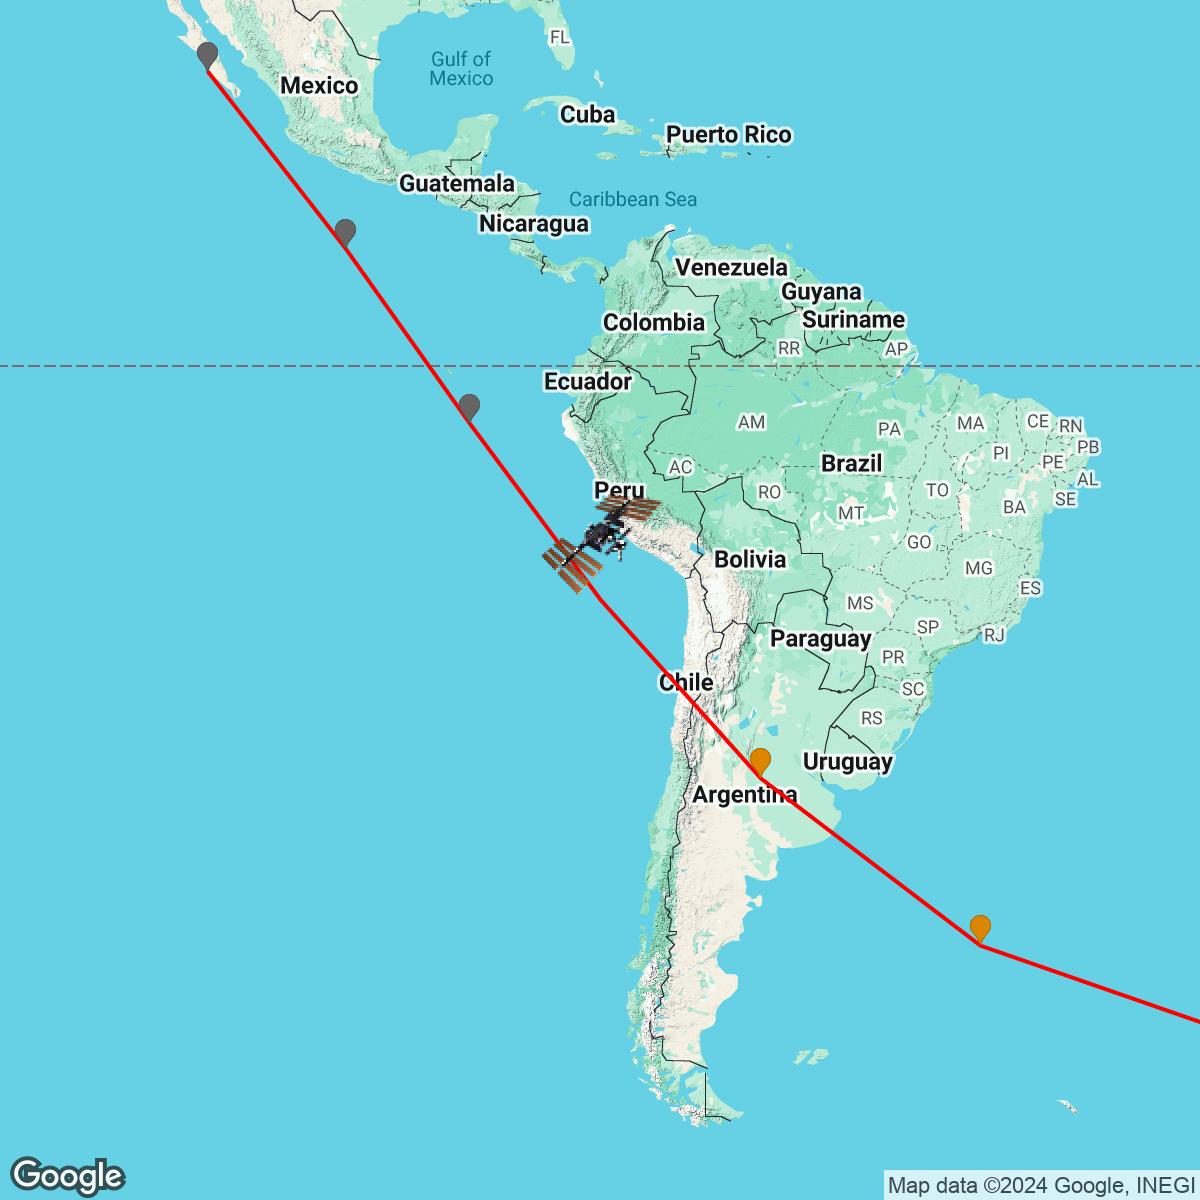 FL
Gulf of
Mexico
Mexico
Cuba
Puerto Rico
Guatemala
Caribbean Sea
Nicaragua
Venezuela
Guyana
Colombia
Suriname
RR
AP
Ecuador
AM
PA
MA
CE
RN
PB
PI
PE
AL
AC
Brazil
Peru
RO
TO
SE
MT
BA
GO
Bolivia
MG
ES
MS
SP
RJ
Paraguay
PR
Chile
SC
RS
Uruguay
Argentina
Google
Map data ©2024 Google, INEGI